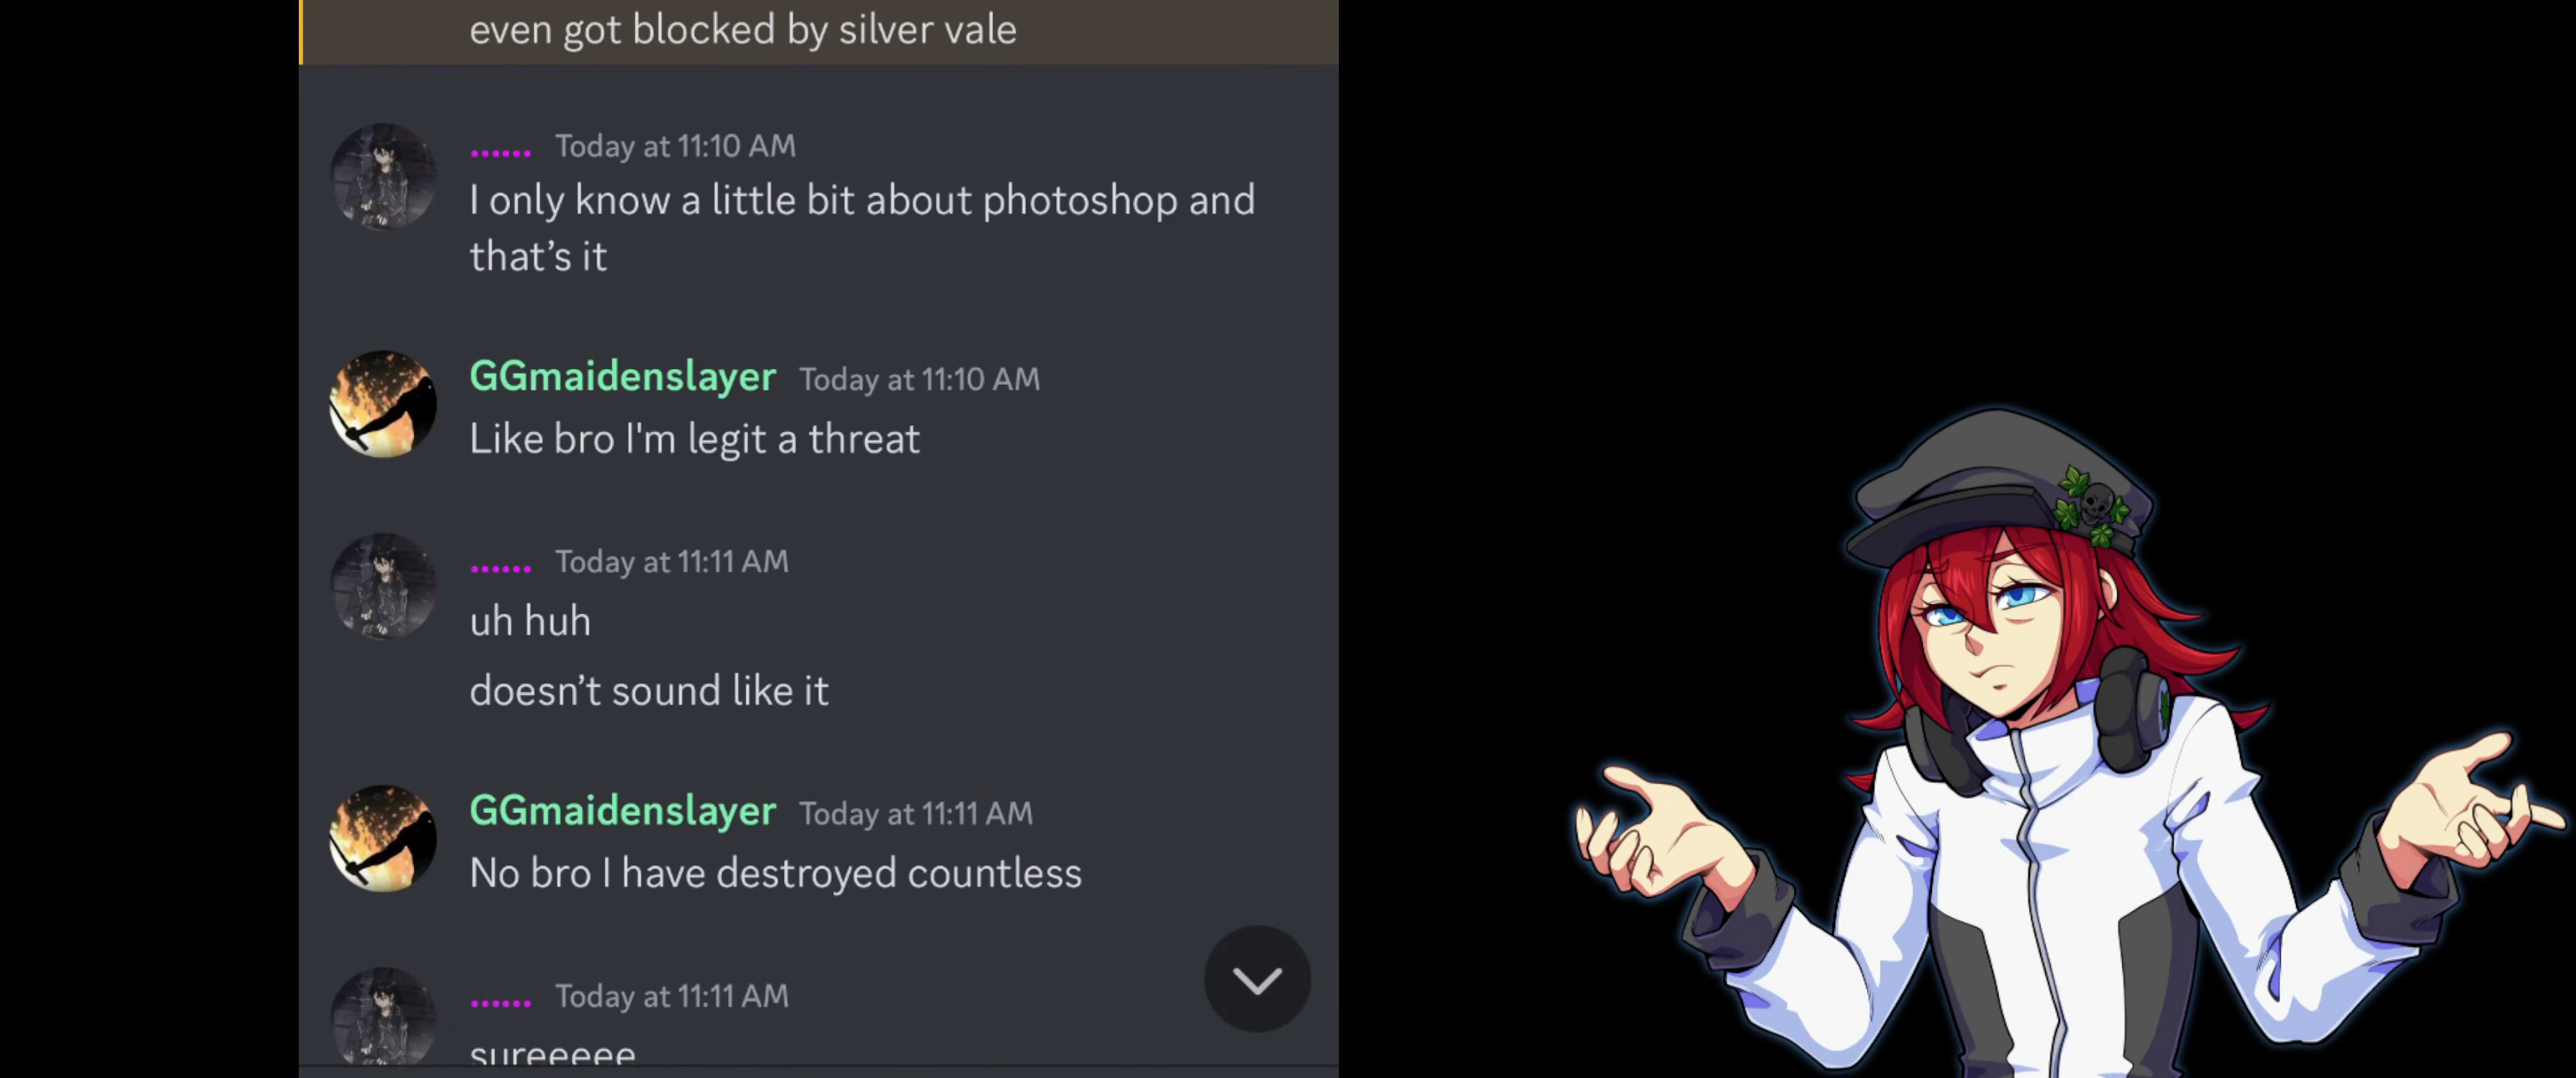 even got blocked by silver vale
...... Today at 11:10 AM
I only know a little bit about photoshop and
that's it
GGmaidenslayer Today at 11:10 AM
Like bro I'm legit a threat
...... Today at 11:11 AM
uh huh
doesn't sound like it
GGmaidenslayer Today at 11:11 AM
No bro I have destroyed countless
...... Today at 11:11 AM
sureeeee